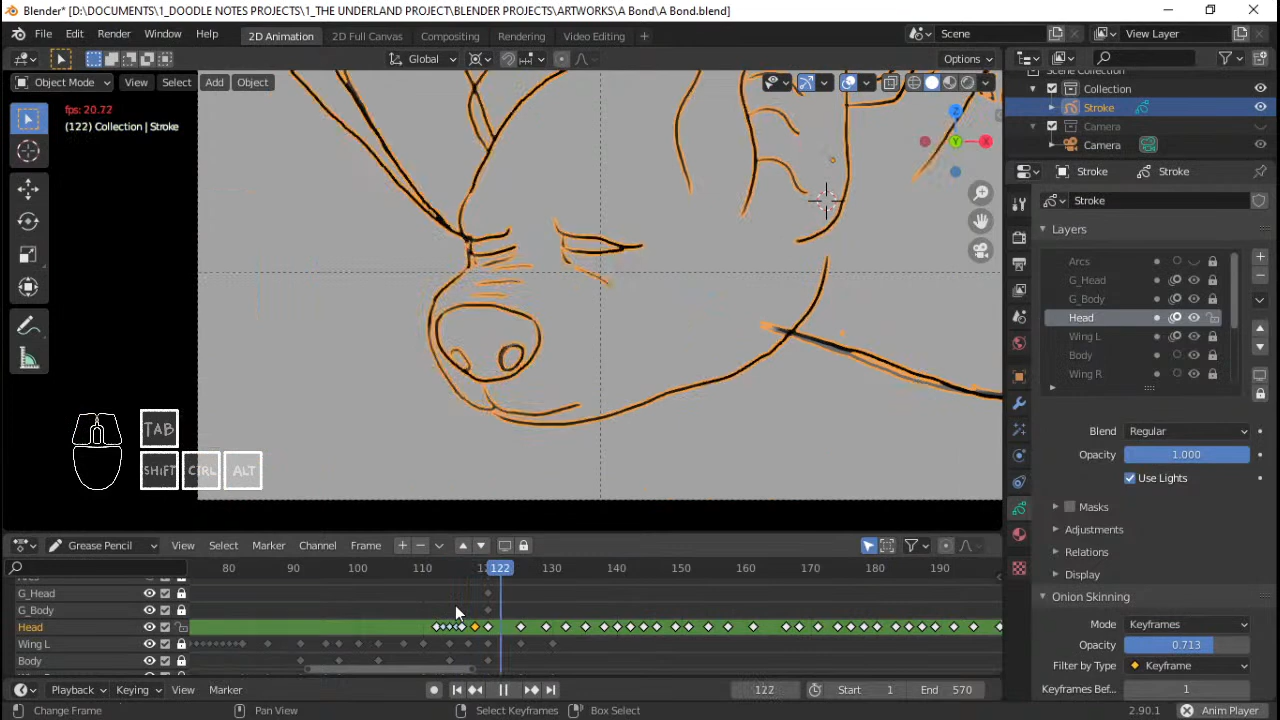 Blender* [D:\DOCUMENTS\1_DOODLE NOTES PROJECTS\1_THE UNDERLAND PROJECT\BLENDER PROJECTS\ARTWORKS\A Bond\A Bond.blend]
File Edit Render Window Help 2D Animation 2D Full Canvas Compositing Rendering Video Editing Scene View Layer
Global Options
Object Mode View Select Add Object
fps: 20.72
(122) Collection | Stroke
Z
Y
X
Collection
Stroke
Camera
Camera
Stroke Stroke
Stroke
Layers
Arcs
G_Head
G_Body
Head
Wing L
Body
Wing R
Blend Regular
Opacity 1.000
Use Lights
Masks
Adjustments
Relations
Display
Onion Skinning
Mode Keyframes
Opacity 0.713
Filter by Type Keyframe
Keyframes Bef.. 1
TAB
SHIFT CTRL ALT
Grease Pencil View Select Marker Channel Frame
80 90 100 110 122 130 140 150 160 170 180 190
G_Head
G_Body
Head
Wing L
Body
Playback Keying View Marker 122 Start 1 End 570
Change Frame Pan View Select Keyframes Box Select 2.90.1 Anim Player